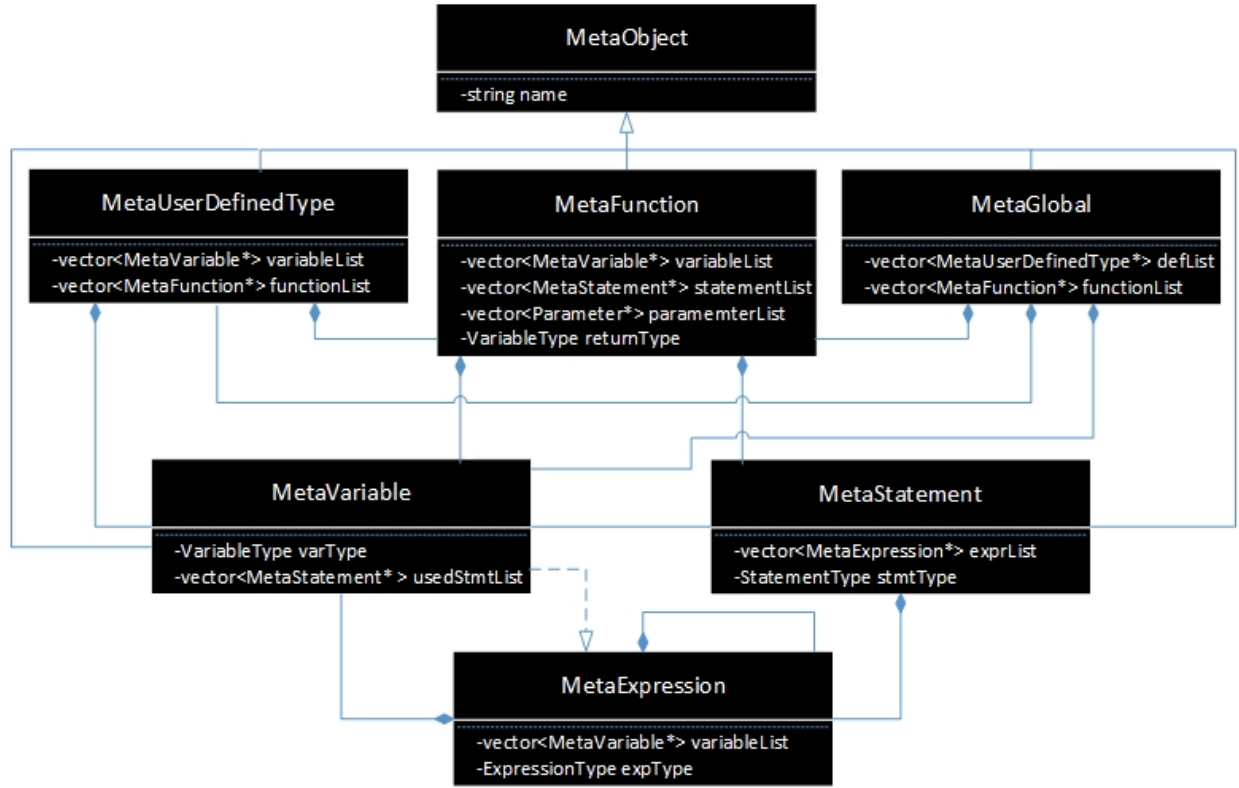 MetaObject
-string name
MetaUserDefinedType
-vector<MetaVariable*> variableList
-vector<MetaFunction*> functionList
MetaFunction
-vector<MetaVariable*> variableList
-vector<MetaStatement*> statementList
-vector<Parameter*> paramemterList
-VariableType returnType
MetaGlobal
-vector<MetaUserDefinedType*> defList
-vector<MetaFunction*> functionList
MetaVariable
-VariableType varType
-vector<MetaStatement* > usedStmtList
MetaStatement
-vector<MetaExpression*> exprList
-StatementType stmtType
MetaExpression
-vector<MetaVariable*> variableList
-ExpressionType expType